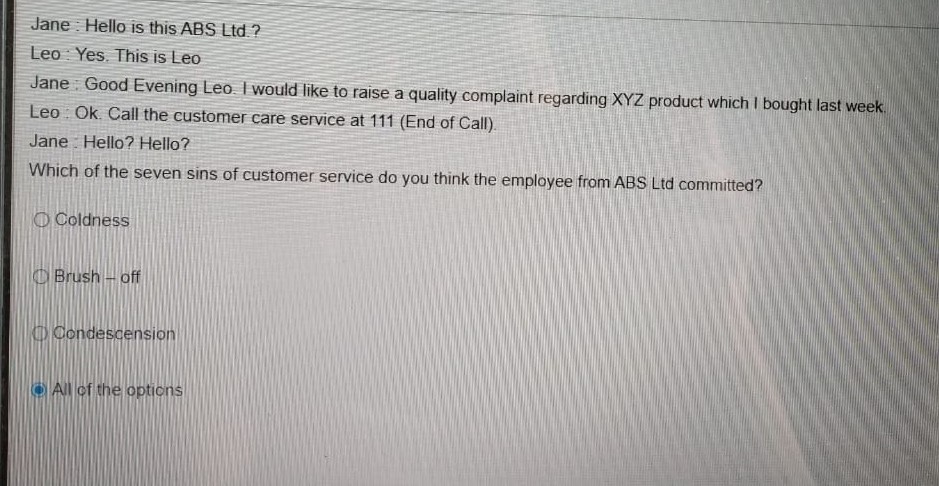 Jane : Hello is this ABS Ltd.?
Leo : Yes. This is Leo
Jane : Good Evening Leo. I would like to raise a quality complaint regarding XYZ product which I bought last week.
Leo : Ok. Call the customer care service at 111 (End of Call).
Jane : Hello? Hello?
Which of the seven sins of customer service do you think the employee from ABS Ltd committed?
Coldness
Brush – off
Condescension
All of the options